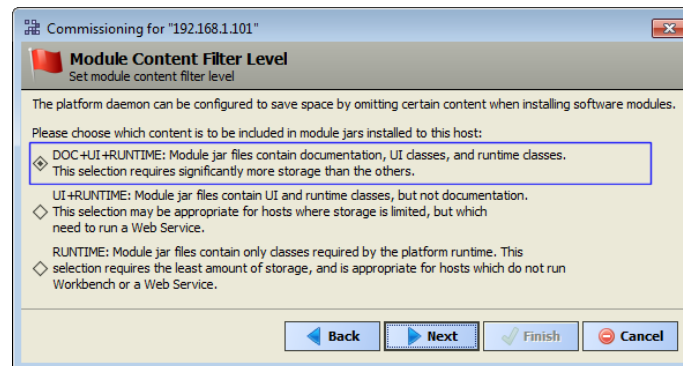 Commissioning for "192.168.1.101"
Module Content Filter Level
Set module content filter level
The platform daemon can be configured to save space by omitting certain content when installing software modules.
Please choose which content is to be included in module jars installed to this host:
DOC+UI+RUNTIME: Module jar files contain documentation, UI classes, and runtime classes.
This selection requires significantly more storage than the others.
UI+RUNTIME: Module jar files contain UI and runtime classes, but not documentation.
This selection may be appropriate for hosts where storage is limited, but which
need to run a Web Service.
RUNTIME: Module jar files contain only classes required by the platform runtime. This
selection requires the least amount of storage, and is appropriate for hosts which do not run
Workbench or a Web Service.
Back Next Finish Cancel